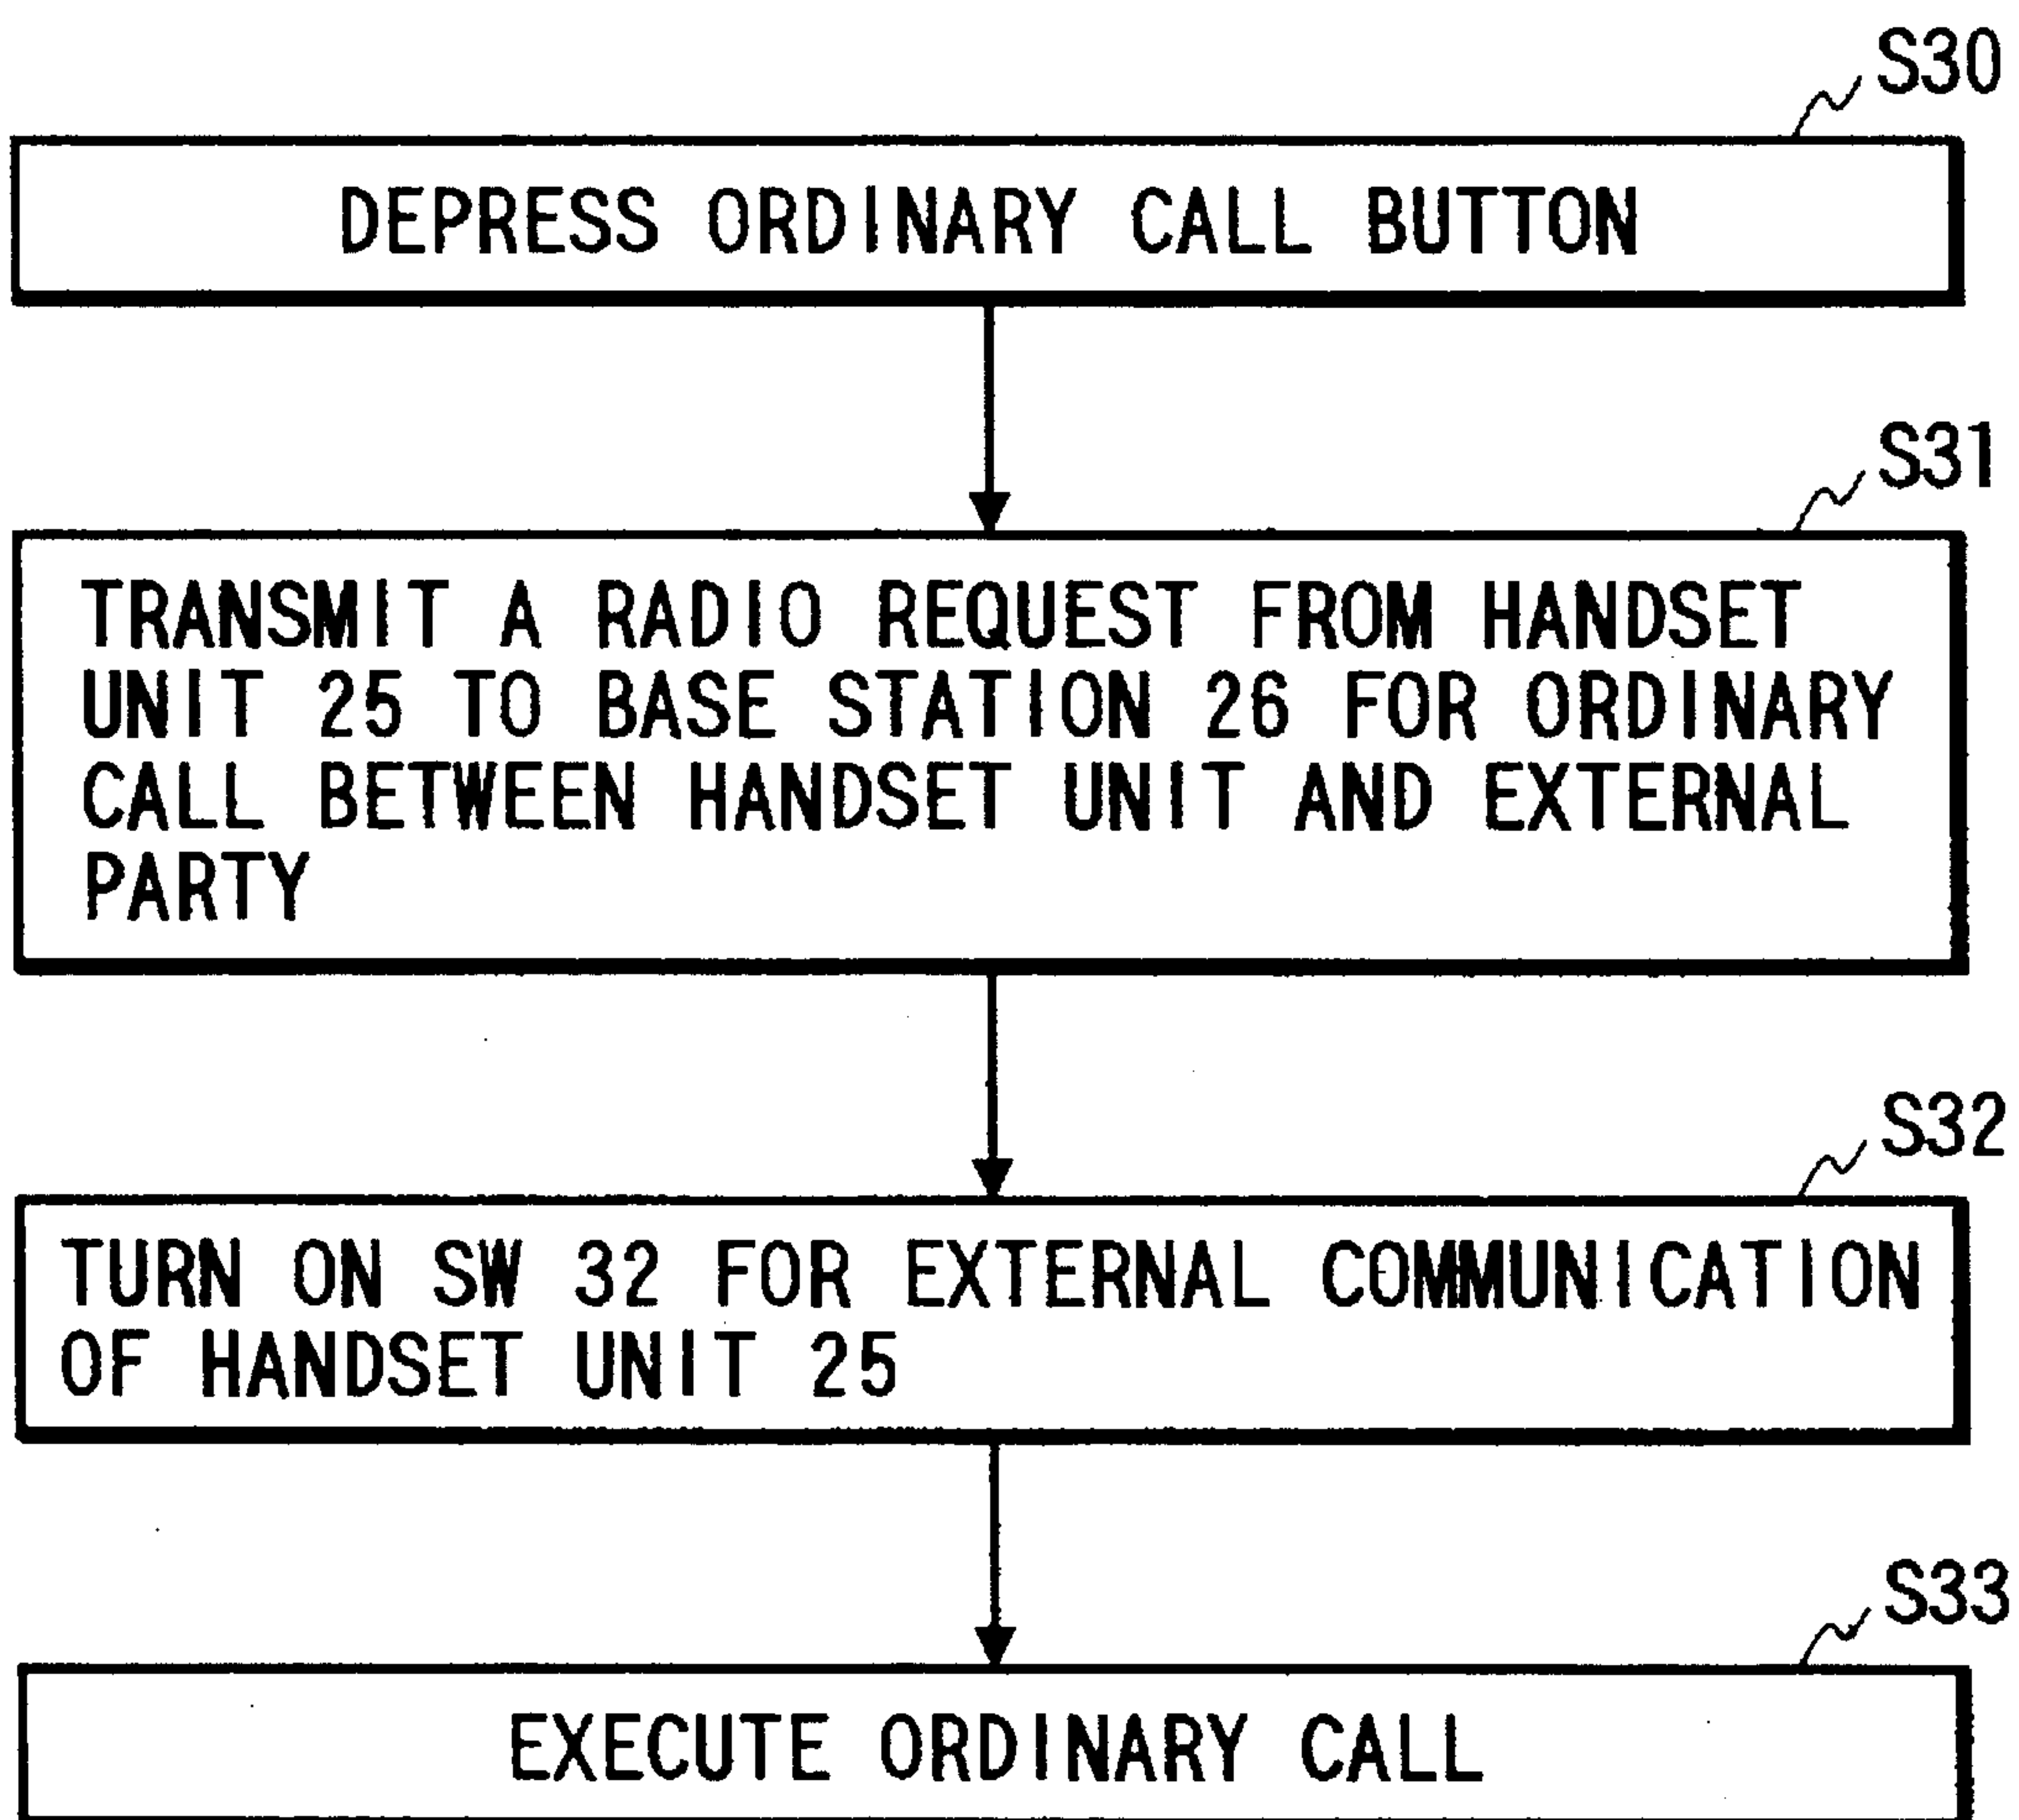 S30
DEPRESS ORDINARY CALL BUTTON
S31
TRANSMIT A RADIO REQUEST FROM HANDSET
UNIT 25 TO BASE STATION 26 FOR ORDINARY
CALL BETWEEN HANDSET UNIT AND EXTERNAL
PARTY
S32
TURN ON SW 32 FOR EXTERNAL COMMUNICATION
OF HANDSET UNIT 25
S33
EXECUTE ORDINARY CALL